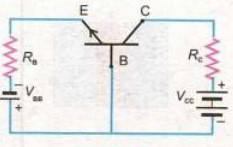 E C
R_B B R_C
− +
V_BB V_CC
+ −